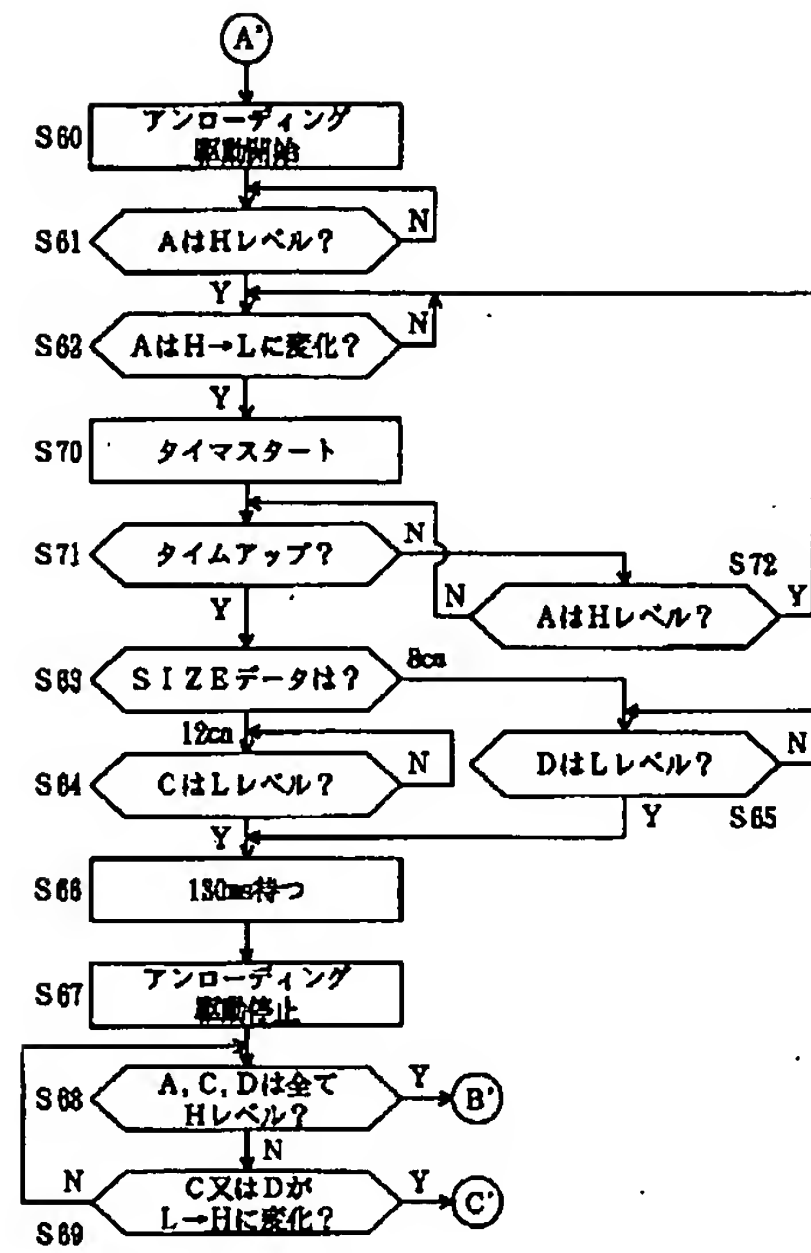 A'
S60
アンローディング
駆動開始
N
S61
AはHレベル?
Y
N
S62
AはH→Lに変化?
Y
S70
タイマスタート
N
S71
タイムアップ?
S72
N
AはHレベル?
Y
Y
8cm
S63
SIZEデータは?
12cm
N
S64
CはLレベル?
DはLレベル?
N
Y
Y
S65
S66
130ms待つ
S67
アンローディング
駆動停止
S68
A, C, Dは全て
Hレベル?
Y
B'
N
N
C又はDが
L→Hに変化?
Y
C'
S69